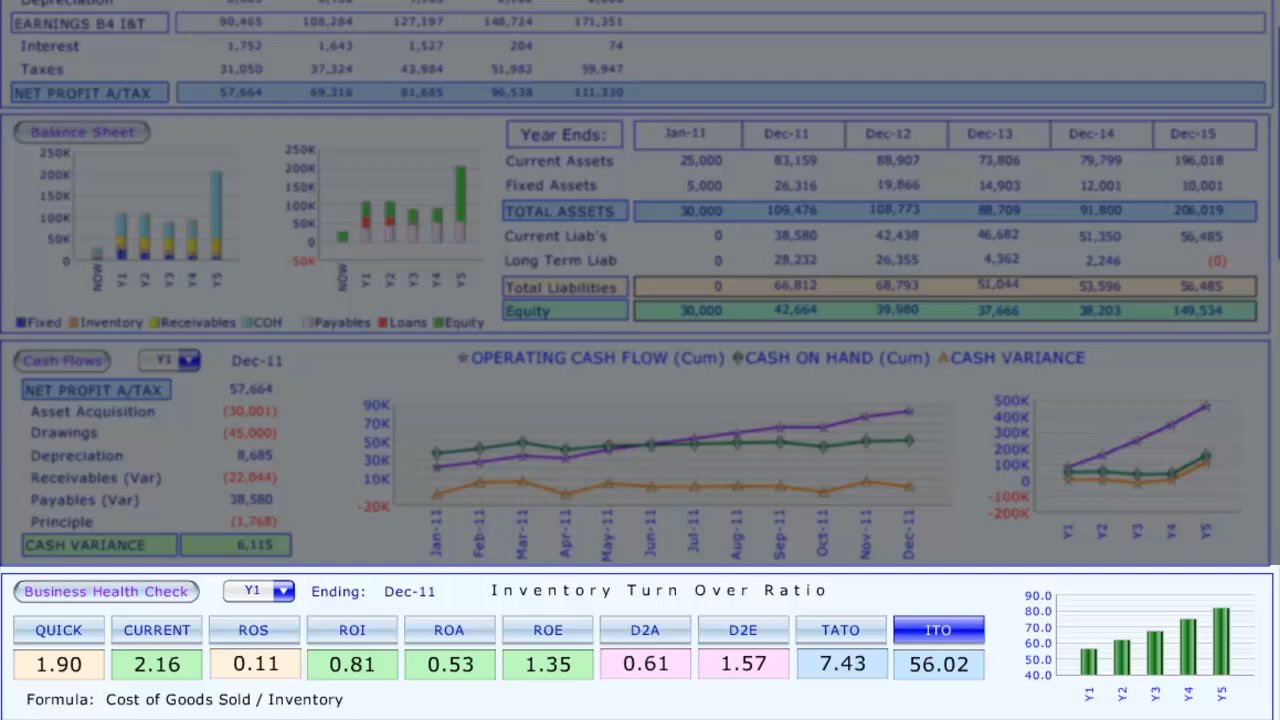 EARNINGS B4 I&T 90,465 108,284 127,197 148,724 171,351
Interest 1,752 1,643 1,527 204 74
Taxes 31,050 37,324 43,984 51,982 59,947
NET PROFIT A/TAX 57,664 69,316 81,685 96,538 111,330
Balance Sheet
250K
200K
150K
100K
50K
0
NOW Y1 Y2 Y3 Y4 Y5
Fixed Inventory Receivables COH
250K
200K
150K
100K
50K
0
-50K
NOW Y1 Y2 Y3 Y4 Y5
Payables Loans Equity
Year Ends: Jan-11 Dec-11 Dec-12 Dec-13 Dec-14 Dec-15
Current Assets 25,000 83,159 88,907 73,806 79,799 196,018
Fixed Assets 5,000 26,316 19,866 14,903 12,001 10,001
TOTAL ASSETS 30,000 109,476 108,773 88,709 91,800 206,019
Current Liab's 0 38,580 42,438 46,682 51,350 56,485
Long Term Liab 0 28,232 26,355 4,362 2,246 (0)
Total Liabilities 0 66,812 68,793 51,044 53,596 56,485
Equity 30,000 42,664 39,980 37,666 38,203 149,534
Cash Flows Y1 Dec-11
NET PROFIT A/TAX 57,664
Asset Acquisition (30,001)
Drawings (45,000)
Depreciation 8,685
Receivables (Var) (22,044)
Payables (Var) 38,580
Principle (1,768)
CASH VARIANCE 6,115
OPERATING CASH FLOW (Cum) CASH ON HAND (Cum) CASH VARIANCE
90K
70K
50K
30K
10K
-20K
Jan-11 Feb-11 Mar-11 Apr-11 May-11 Jun-11 Jul-11 Aug-11 Sep-11 Oct-11 Nov-11 Dec-11
500K
400K
300K
200K
100K
0
-100K
-200K
Y1 Y2 Y3 Y4 Y5
Business Health Check Y1 Ending: Dec-11 Inventory Turn Over Ratio
QUICK CURRENT ROS ROI ROA ROE D2A D2E TATO ITO
1.90 2.16 0.11 0.81 0.53 1.35 0.61 1.57 7.43 56.02
Formula: Cost of Goods Sold / Inventory
90.0
80.0
70.0
60.0
50.0
40.0
Y1 Y2 Y3 Y4 Y5